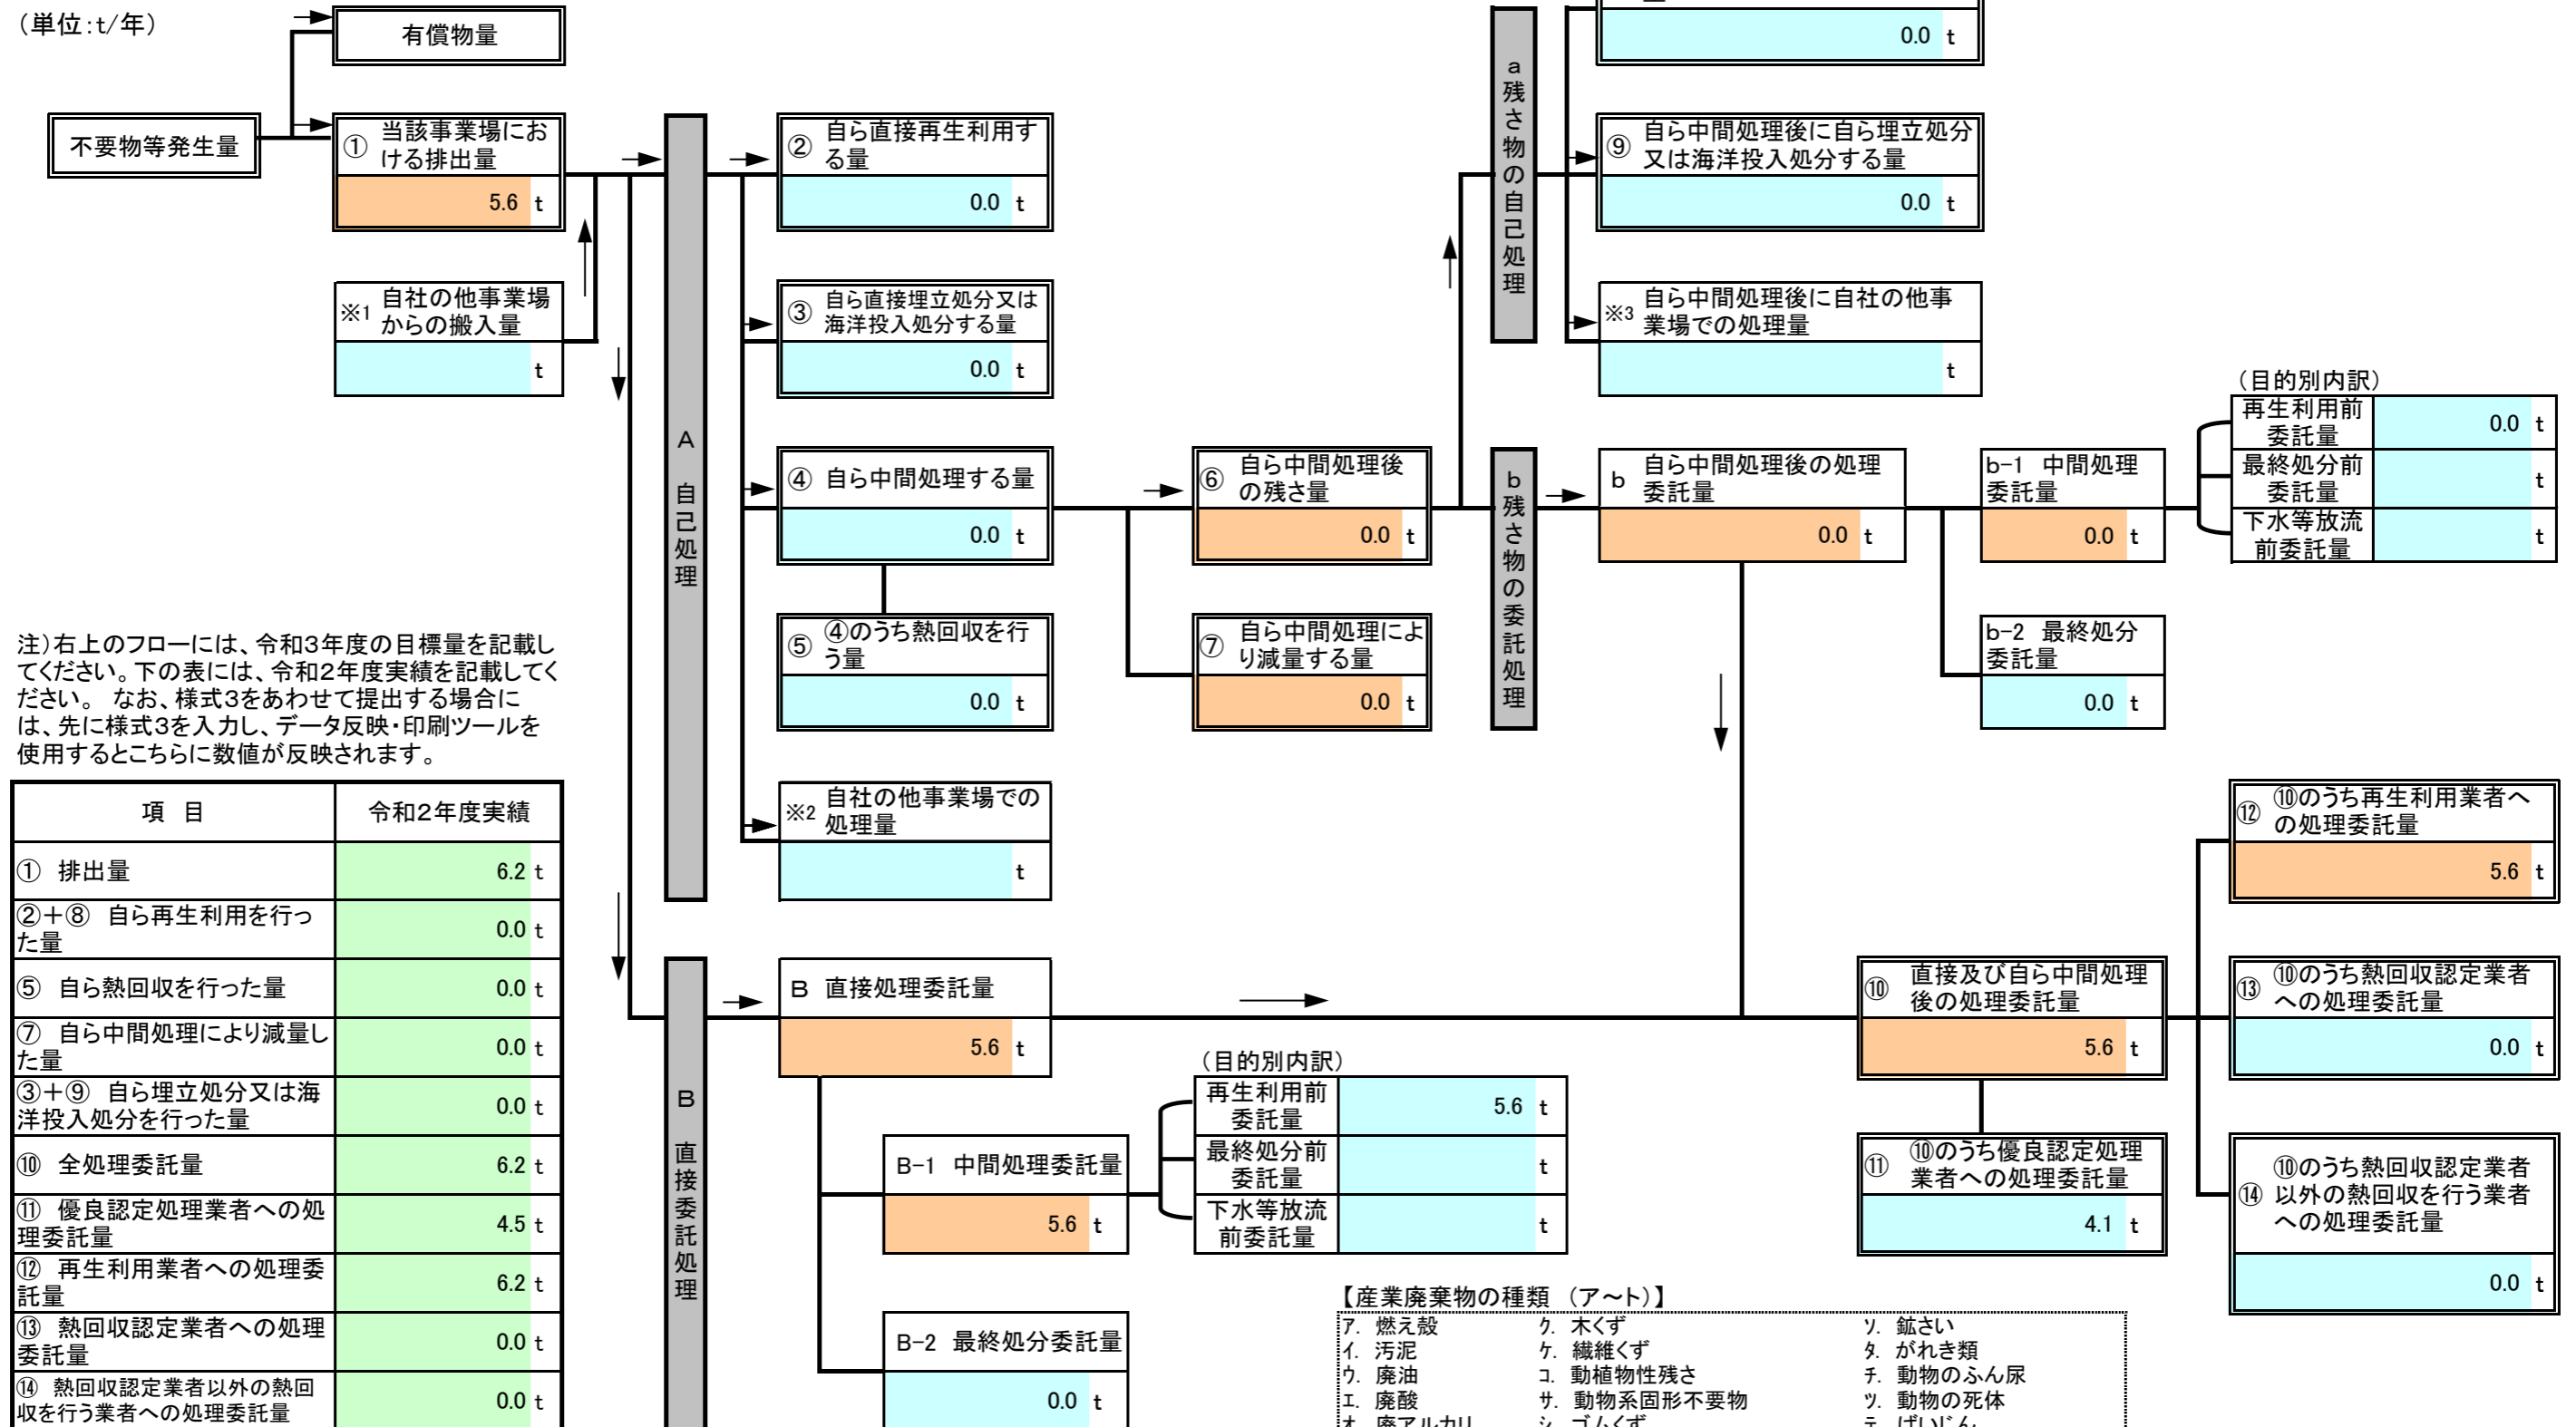 （単位：t/年）
有償物量
不要物等発生量
① 当該事業場にお
ける排出量
5.6 t
※1 自社の他事業場
からの搬入量
t
A 自己処理
② 自ら直接再生利用す
る量
0.0 t
③ 自ら直接埋立処分又は
海洋投入処分する量
0.0 t
④ 自ら中間処理する量
0.0 t
⑤ ④のうち熱回収を行
う量
0.0 t
※2 自社の他事業場での
処理量
t
⑥ 自ら中間処理後
の残さ量
0.0 t
⑦ 自ら中間処理によ
り減量する量
0.0 t
a 残さ物の自己処理
0.0 t
⑨ 自ら中間処理後に自ら埋立処分
又は海洋投入処分する量
0.0 t
※3 自ら中間処理後に自社の他事
業場での処理量
t
b 残さ物の委託処理
b 自ら中間処理後の処理
委託量
0.0 t
b-1 中間処理
委託量
0.0 t
（目的別内訳）
再生利用前
委託量 0.0 t
最終処分前
委託量 t
下水等放流
前委託量 t
b-2 最終処分
委託量
0.0 t
注）右上のフローには、令和3年度の目標量を記載し
てください。下の表には、令和2年度実績を記載してく
ださい。 なお、様式3をあわせて提出する場合に
は、先に様式3を入力し、データ反映・印刷ツールを
使用するとこちらに数値が反映されます。
項 目 令和2年度実績
① 排出量 6.2 t
②＋⑧ 自ら再生利用を行っ
た量 0.0 t
⑤ 自ら熱回収を行った量 0.0 t
⑦ 自ら中間処理により減量し
た量 0.0 t
③＋⑨ 自ら埋立処分又は海
洋投入処分を行った量 0.0 t
⑩ 全処理委託量 6.2 t
⑪ 優良認定処理業者への処
理委託量 4.5 t
⑫ 再生利用業者への処理委
託量 6.2 t
⑬ 熱回収認定業者への処理
委託量 0.0 t
⑭ 熱回収認定業者以外の熱回
収を行う業者への処理委託量 0.0 t
B 直接委託処理
B 直接処理委託量
5.6 t
B-1 中間処理委託量
5.6 t
（目的別内訳）
再生利用前
委託量 5.6 t
最終処分前
委託量 t
下水等放流
前委託量 t
B-2 最終処分委託量
0.0 t
⑩ 直接及び自ら中間処理
後の処理委託量
5.6 t
⑪ ⑩のうち優良認定処理
業者への処理委託量
4.1 t
⑫ ⑩のうち再生利用業者へ
の処理委託量
5.6 t
⑬ ⑩のうち熱回収認定業者
への処理委託量
0.0 t
⑭ ⑩のうち熱回収認定業者
以外の熱回収を行う業者
への処理委託量
0.0 t
【産業廃棄物の種類 （ア～ト）】
ｱ. 燃え殻 ｸ. 木くず ｿ. 鉱さい
ｲ. 汚泥 ｹ. 繊維くず ﾀ. がれき類
ｳ. 廃油 ｺ. 動植物性残さ ﾁ. 動物のふん尿
ｴ. 廃酸 ｻ. 動物系固形不要物 ﾂ. 動物の死体
ｵ. 廃アルカリ ｼ. ゴムくず ﾃ. ばいじん